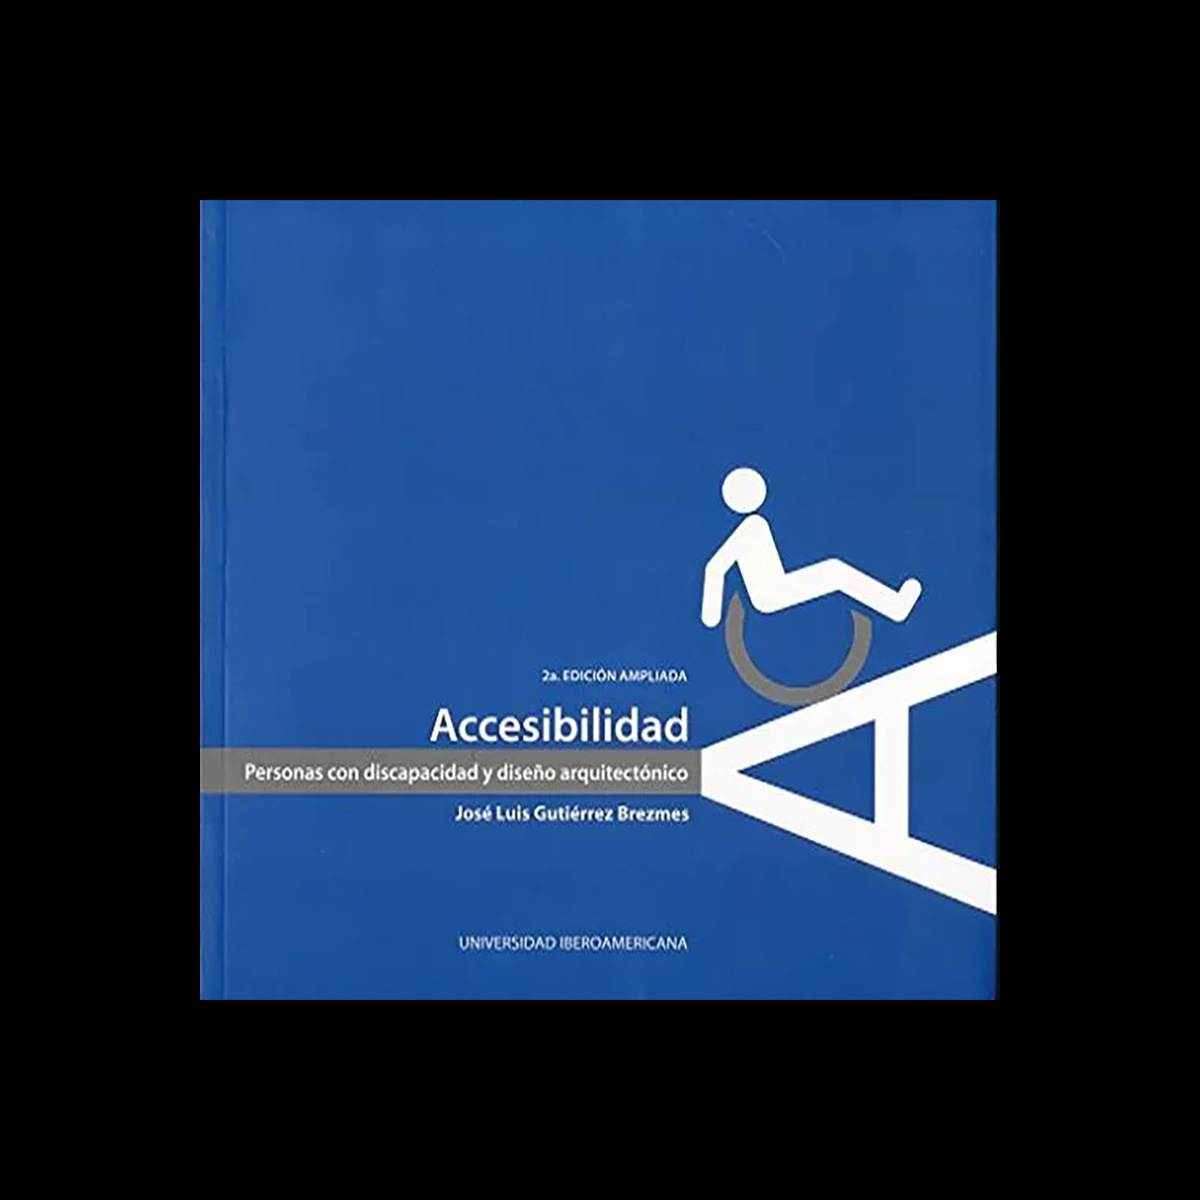 2a. EDICIÓN AMPLIADA
Accesibilidad
Personas con discapacidad y diseño arquitectónico
José Luis Gutiérrez Brezmes
UNIVERSIDAD IBEROAMERICANA
A